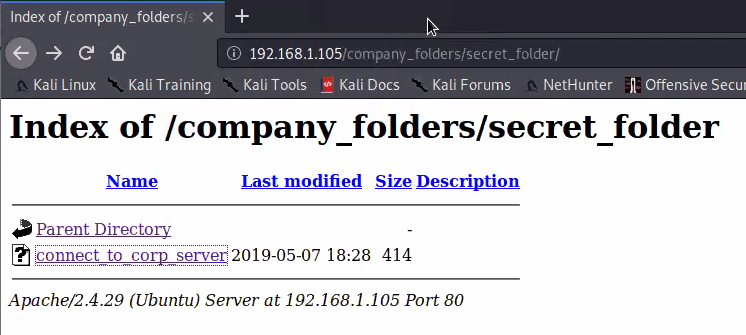 Index of /company_folders/s
192.168.1.105/company_folders/secret_folder/
Kali Linux Kali Training Kali Tools Kali Docs Kali Forums NetHunter Offensive Secur
Index of /company_folders/secret_folder
Name Last modified Size Description
Parent Directory -
connect_to_corp_server 2019-05-07 18:28 414
Apache/2.4.29 (Ubuntu) Server at 192.168.1.105 Port 80